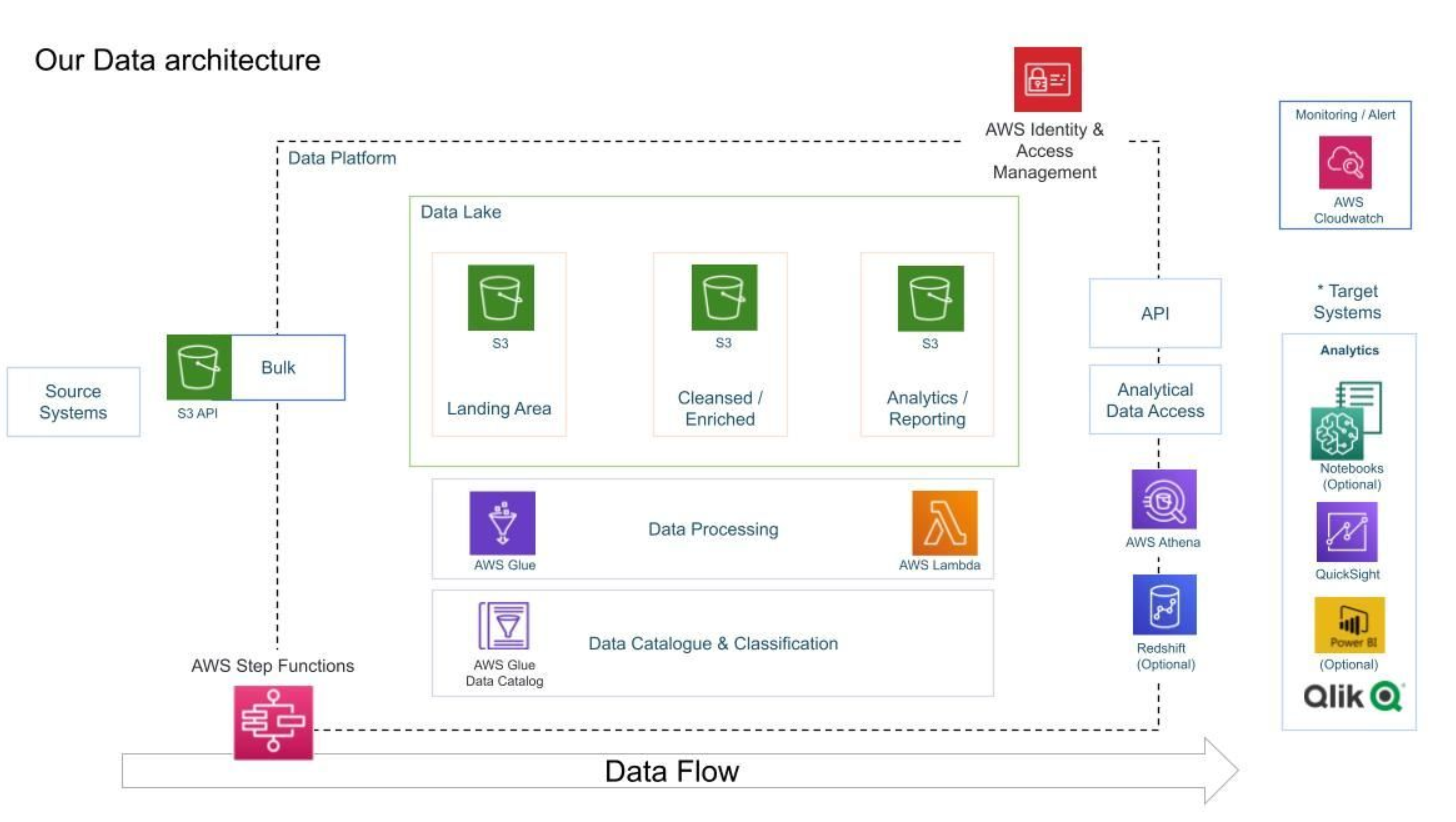 Our Data architecture
AWS Identity &
Access
Management
Monitoring / Alert
AWS
Cloudwatch
Data Platform
Data Lake
S3
Landing Area
S3
Cleansed /
Enriched
S3
Analytics /
Reporting
Source
Systems
S3 API
Bulk
API
Analytical
Data Access
* Target
Systems
Analytics
Notebooks
(Optional)
QuickSight
Power BI
(Optional)
Qlik
AWS Glue
Data Processing
AWS Lambda
AWS Athena
AWS Glue
Data Catalog
Data Catalogue & Classification
Redshift
(Optional)
AWS Step Functions
Data Flow